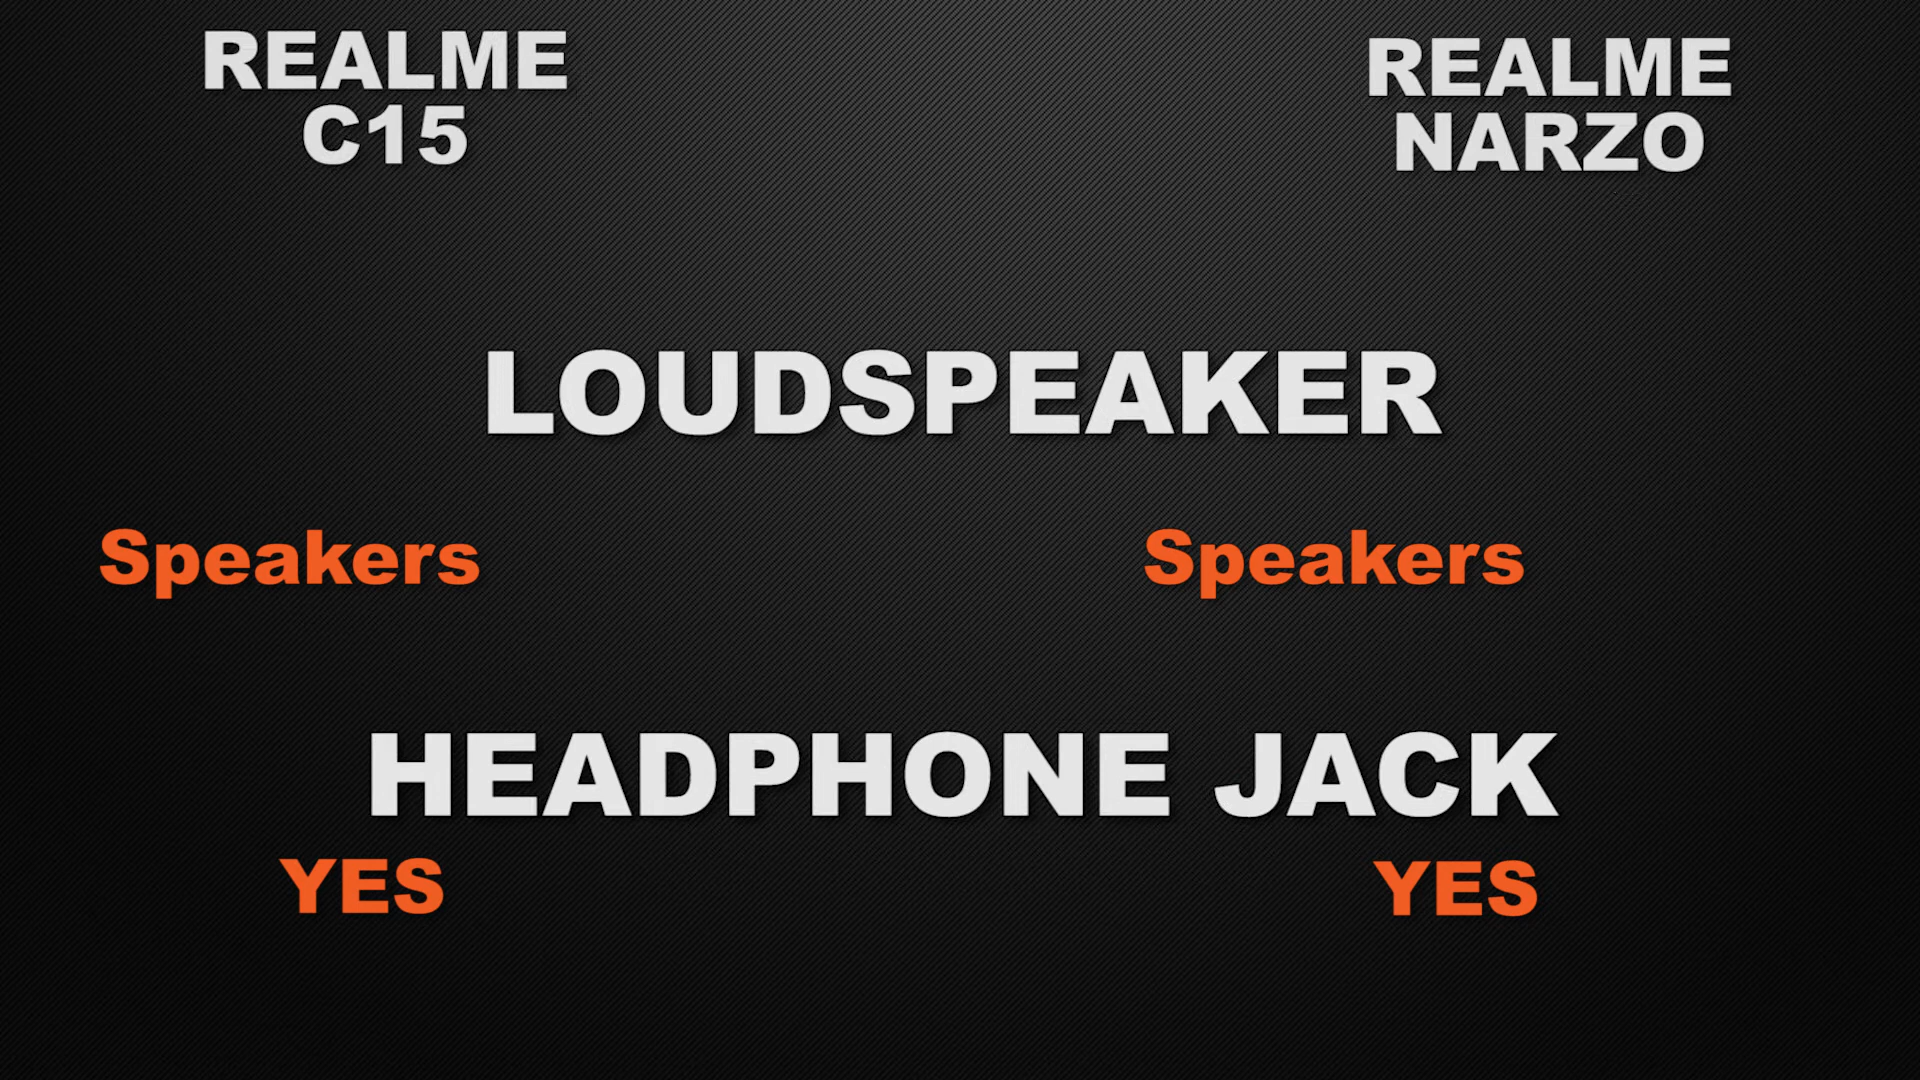 REALME
C15
REALME
NARZO
LOUDSPEAKER
Speakers
Speakers
HEADPHONE JACK
YES
YES